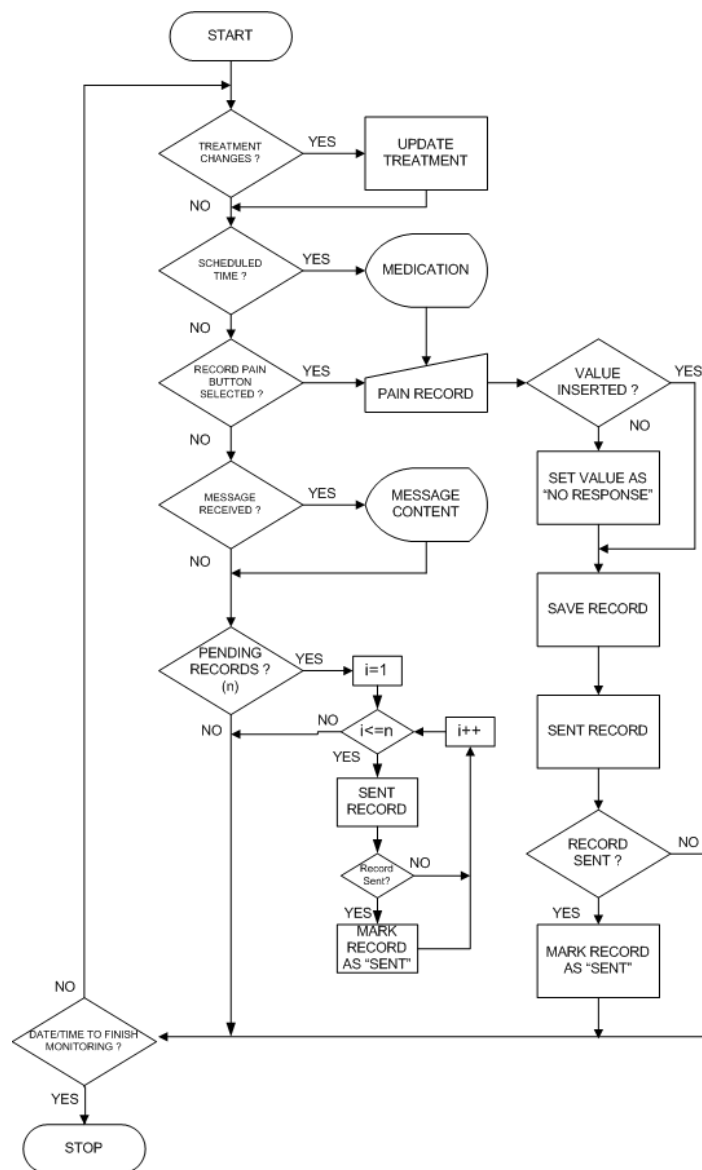 START
TREATMENT
CHANGES ?
YES
UPDATE
TREATMENT
NO
SCHEDULED
TIME ?
YES
MEDICATION
NO
RECORD PAIN
BUTTON
SELECTED ?
YES
PAIN RECORD
VALUE
INSERTED ?
YES
NO
SET VALUE AS
“NO RESPONSE”
NO
MESSAGE
RECEIVED ?
YES
MESSAGE
CONTENT
NO
SAVE RECORD
PENDING
RECORDS ?
(n)
YES
i=1
NO
NO
i<=n
i++
YES
SENT
RECORD
SENT RECORD
Record
Sent?
NO
YES
MARK
RECORD
AS “SENT”
RECORD
SENT ?
NO
YES
MARK RECORD
AS “SENT”
NO
DATE/TIME TO FINISH
MONITORING ?
YES
STOP